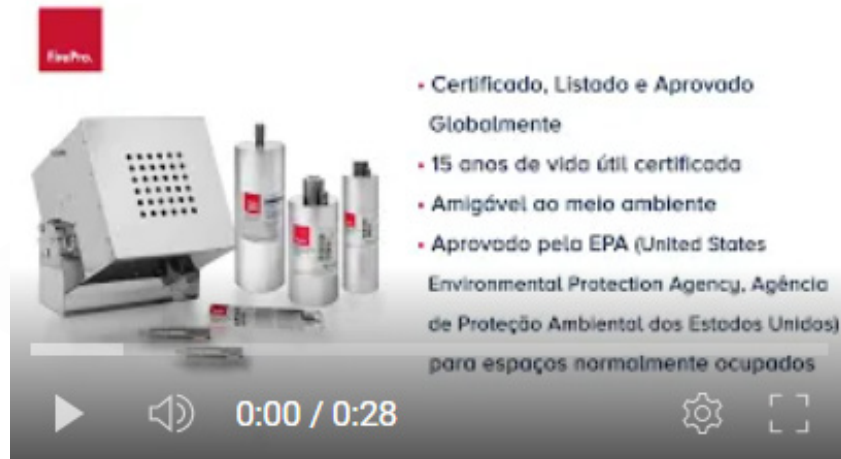 FirePro.
• Certificado, Listado e Aprovado
Globalmente
• 15 anos de vida útil certificada
• Amigável ao meio ambiente
• Aprovado pela EPA (United States
Environmental Protection Agency, Agência
de Proteção Ambiental dos Estados Unidos)
para espaços normalmente ocupados
0:00 / 0:28